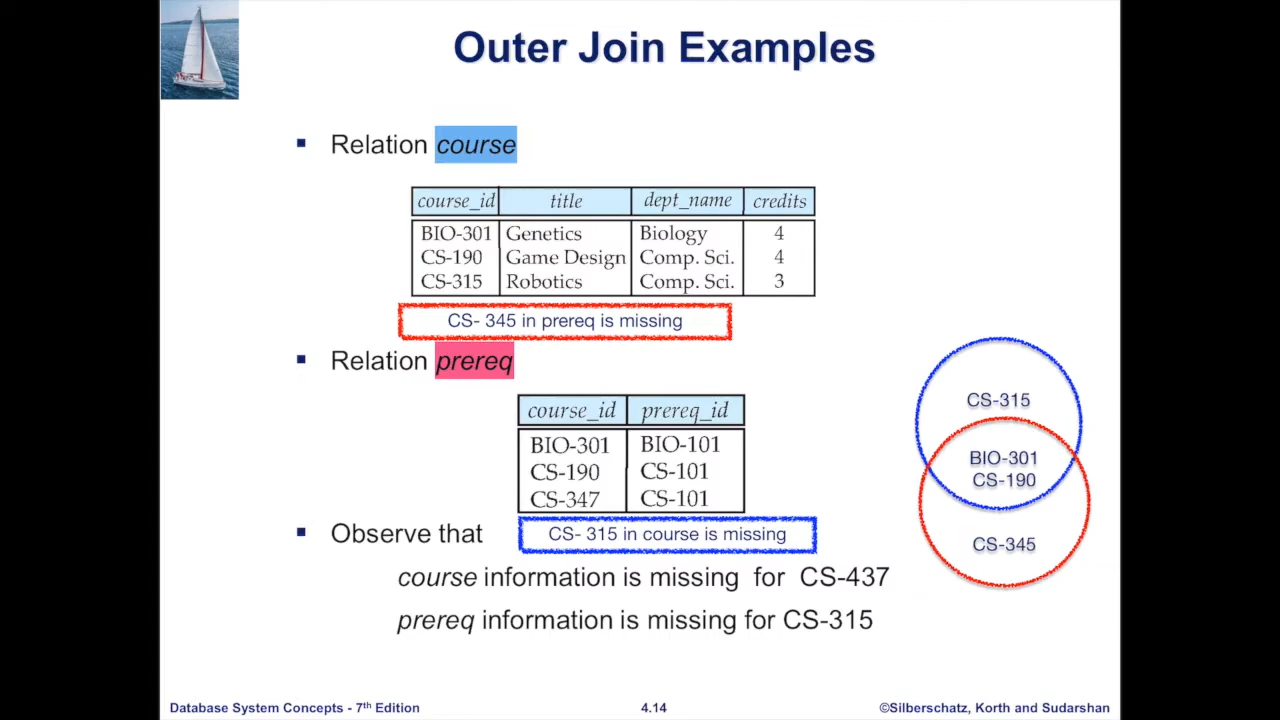 Outer Join Examples
▪ Relation course
course_id title dept_name credits
BIO-301 Genetics Biology 4
CS-190 Game Design Comp. Sci. 4
CS-315 Robotics Comp. Sci. 3
CS- 345 in prereq is missing
▪ Relation prereq
course_id prereq_id
BIO-301 BIO-101
CS-190 CS-101
CS-347 CS-101
CS-315
BIO-301
CS-190
CS-345
▪ Observe that
CS- 315 in course is missing
course information is missing for CS-437
prereq information is missing for CS-315
Database System Concepts - 7th Edition
4.14
©Silberschatz, Korth and Sudarshan